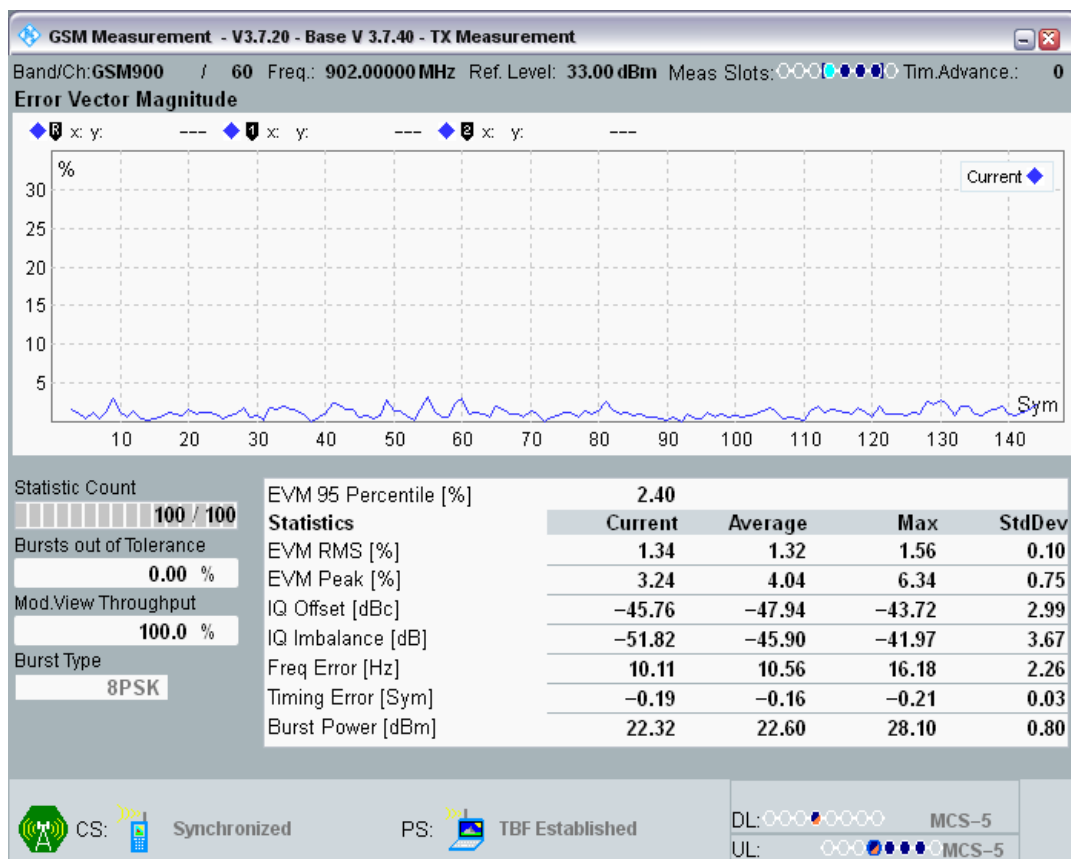 GSM Measurement - V3.7.20 - Base V 3.7.40 - TX Measurement
Band/Ch:GSM900 / 60 Freq.: 902.00000 MHz Ref. Level: 33.00 dBm Meas Slots: Tim.Advance.: 0
Error Vector Magnitude
R x: y: --- 1 x: y: --- 2 x: y: ---
%
Current
30
25
20
15
10
5
Sym
10 20 30 40 50 60 70 80 90 100 110 120 130 140
Statistic Count
100 / 100
Bursts out of Tolerance
0.00 %
Mod.View Throughput
100.0 %
Burst Type
8PSK
EVM 95 Percentile [%] 2.40
Statistics Current Average Max StdDev
EVM RMS [%] 1.34 1.32 1.56 0.10
EVM Peak [%] 3.24 4.04 6.34 0.75
IQ Offset [dBc] −45.76 −47.94 −43.72 2.99
IQ Imbalance [dB] −51.82 −45.90 −41.97 3.67
Freq Error [Hz] 10.11 10.56 16.18 2.26
Timing Error [Sym] −0.19 −0.16 −0.21 0.03
Burst Power [dBm] 22.32 22.60 28.10 0.80
CS: Synchronized PS: TBF Established
DL: MCS−5
UL: MCS−5